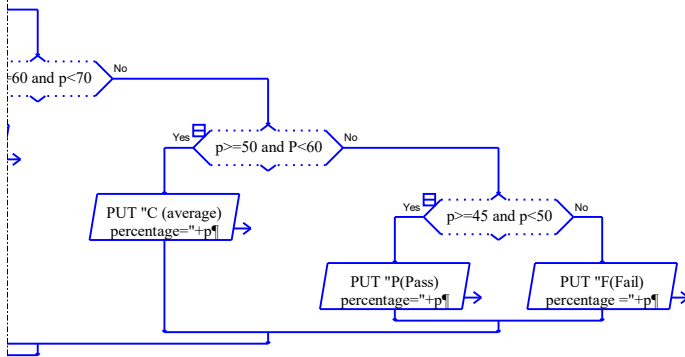 =60 and p<70
No
Yes
p>=50 and P<60
No
PUT "C (average)
percentage="+p¶
Yes
p>=45 and p<50
No
PUT "P(Pass)
percentage="+p¶
PUT "F(Fail)
percentage ="+p¶